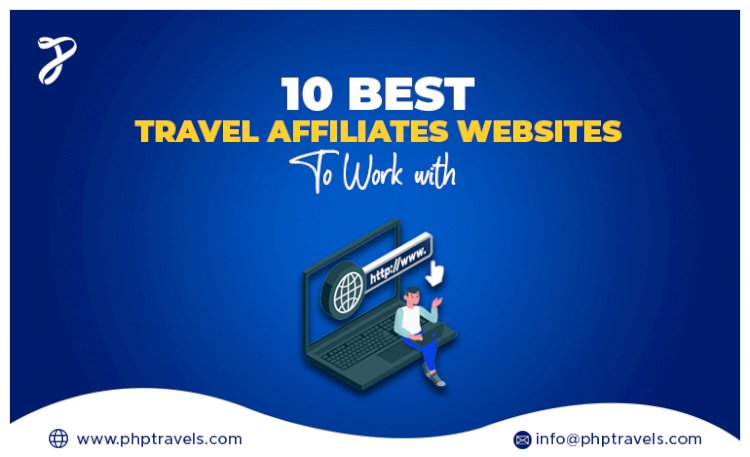 10 BEST
TRAVEL AFFILIATES WEBSITES
To Work with
http://www.
www.phptravels.com
info@phptravels.com